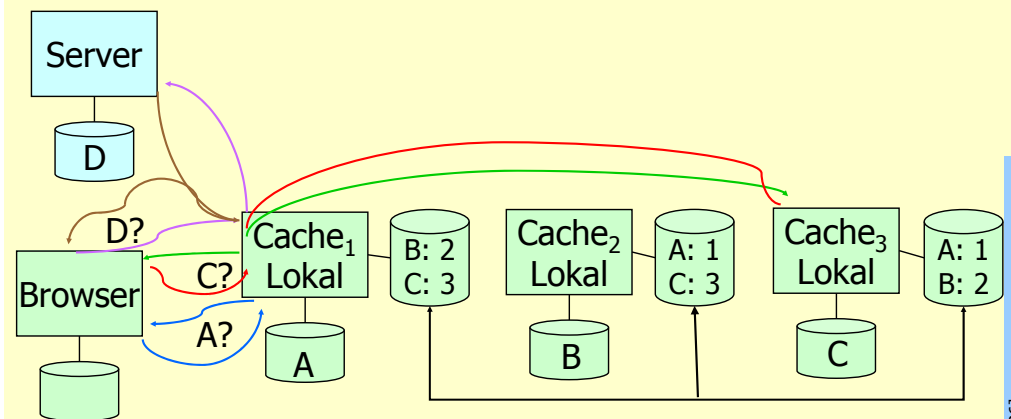 Server
D
D?
Cache₁
Lokal
B: 2
C: 3
Cache₂
Lokal
A: 1
C: 3
Cache₃
Lokal
A: 1
B: 2
C?
Browser
A?
A
B
C